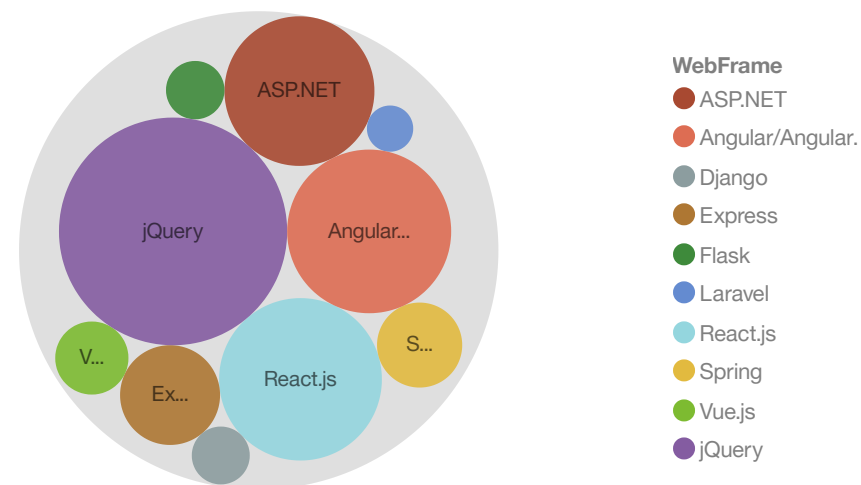 ASP.NET
jQuery
Angular...
V...
Ex...
React.js
S...
WebFrame
ASP.NET
Angular/Angular.
Django
Express
Flask
Laravel
React.js
Spring
Vue.js
jQuery